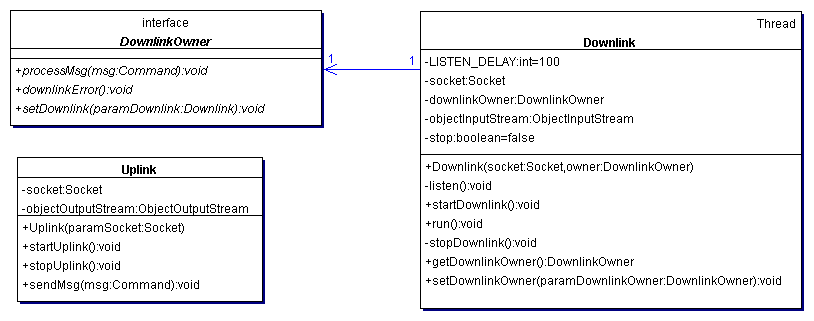 interface
DownlinkOwner
+processMsg(msg:Command):void
+downlinkError():void
+setDownlink(paramDownlink:Downlink):void
1
1
Thread
Downlink
-LISTEN_DELAY:int=100
-socket:Socket
-downlinkOwner:DownlinkOwner
-objectInputStream:ObjectInputStream
-stop:boolean=false
+Downlink(socket:Socket,owner:DownlinkOwner)
-listen():void
+startDownlink():void
+run():void
-stopDownlink():void
+getDownlinkOwner():DownlinkOwner
+setDownlinkOwner(paramDownlinkOwner:DownlinkOwner):void
Uplink
-socket:Socket
-objectOutputStream:ObjectOutputStream
+Uplink(paramSocket:Socket)
+startUplink():void
+stopUplink():void
+sendMsg(msg:Command):void